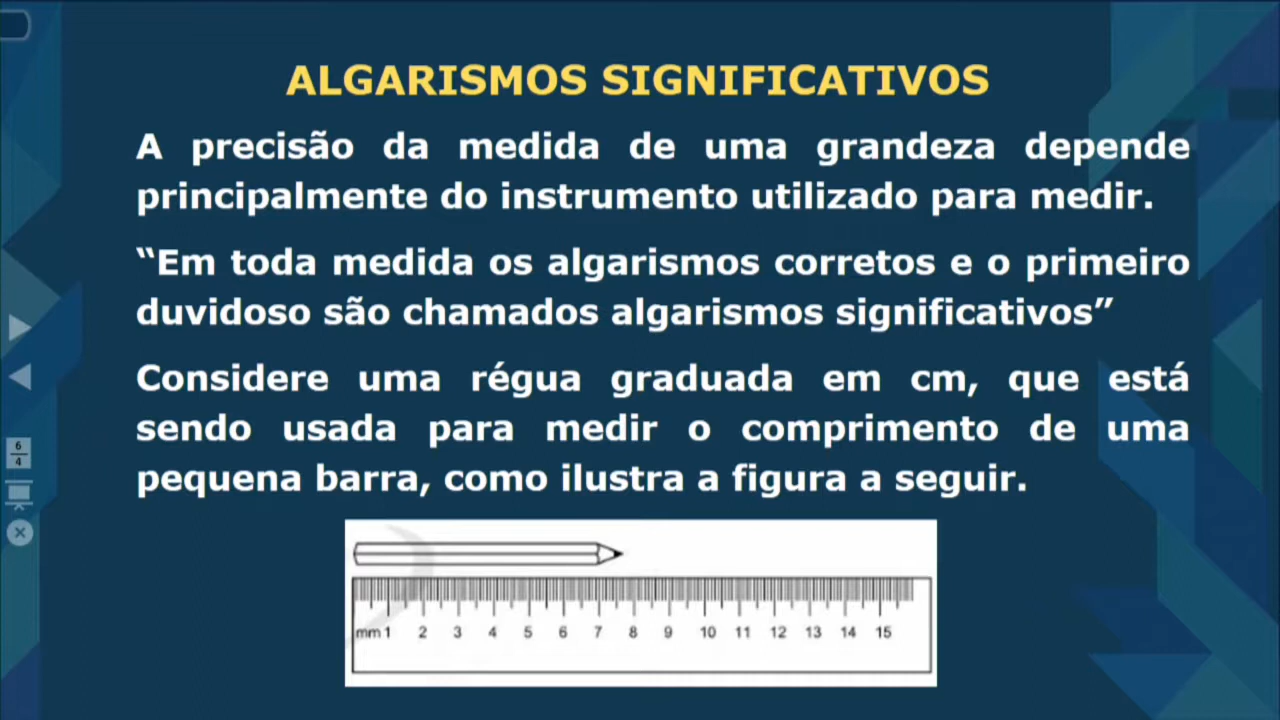 ALGARISMOS SIGNIFICATIVOS
A precisão da medida de uma grandeza depende
principalmente do instrumento utilizado para medir.
“Em toda medida os algarismos corretos e o primeiro
duvidoso são chamados algarismos significativos”
Considere uma régua graduada em cm, que está
sendo usada para medir o comprimento de uma
pequena barra, como ilustra a figura a seguir.
6
4
mm 1 2 3 4 5 6 7 8 9 10 11 12 13 14 15